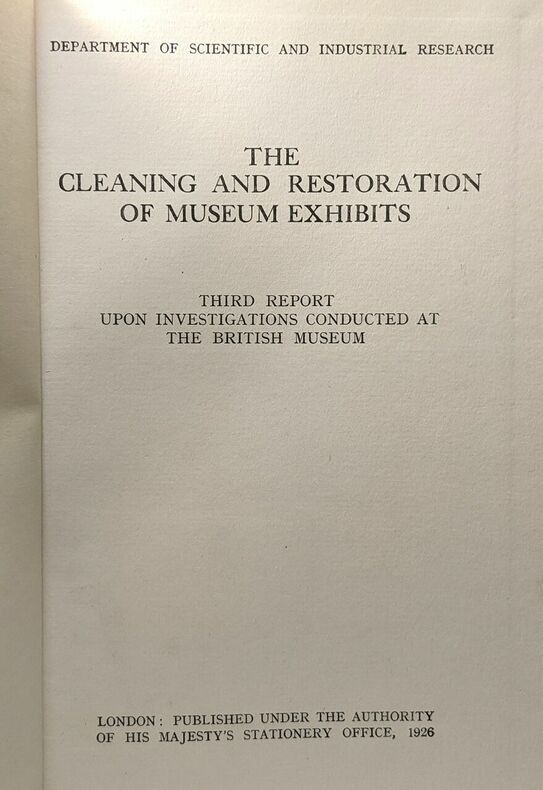 DEPARTMENT OF SCIENTIFIC AND INDUSTRIAL RESEARCH
THE
CLEANING AND RESTORATION
OF MUSEUM EXHIBITS
THIRD REPORT
UPON INVESTIGATIONS CONDUCTED AT
THE BRITISH MUSEUM
LONDON: PUBLISHED UNDER THE AUTHORITY
OF HIS MAJESTY'S STATIONERY OFFICE, 1926